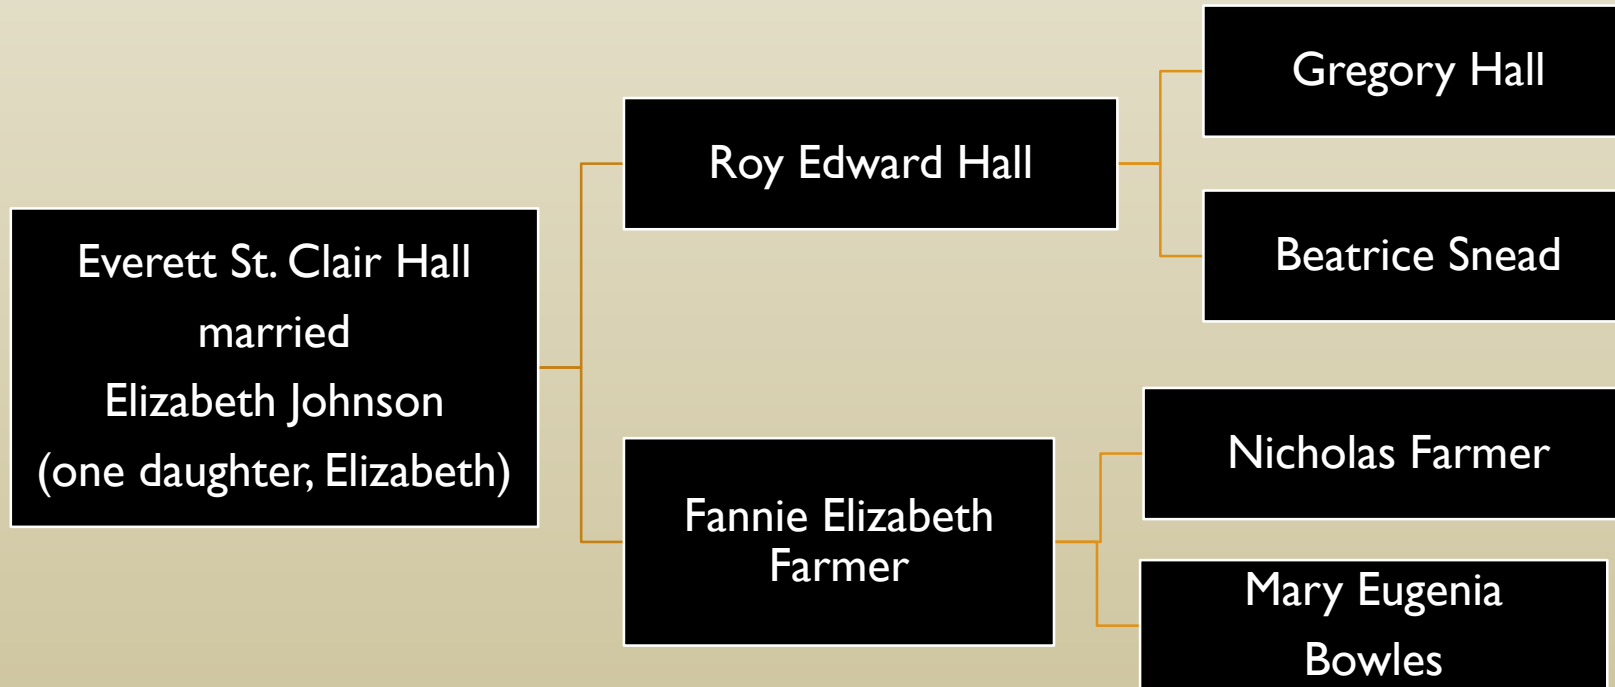 Everett St. Clair Hall
married
Elizabeth Johnson
(one daughter, Elizabeth)
Roy Edward Hall
Gregory Hall
Beatrice Snead
Fannie Elizabeth
Farmer
Nicholas Farmer
Mary Eugenia
Bowles